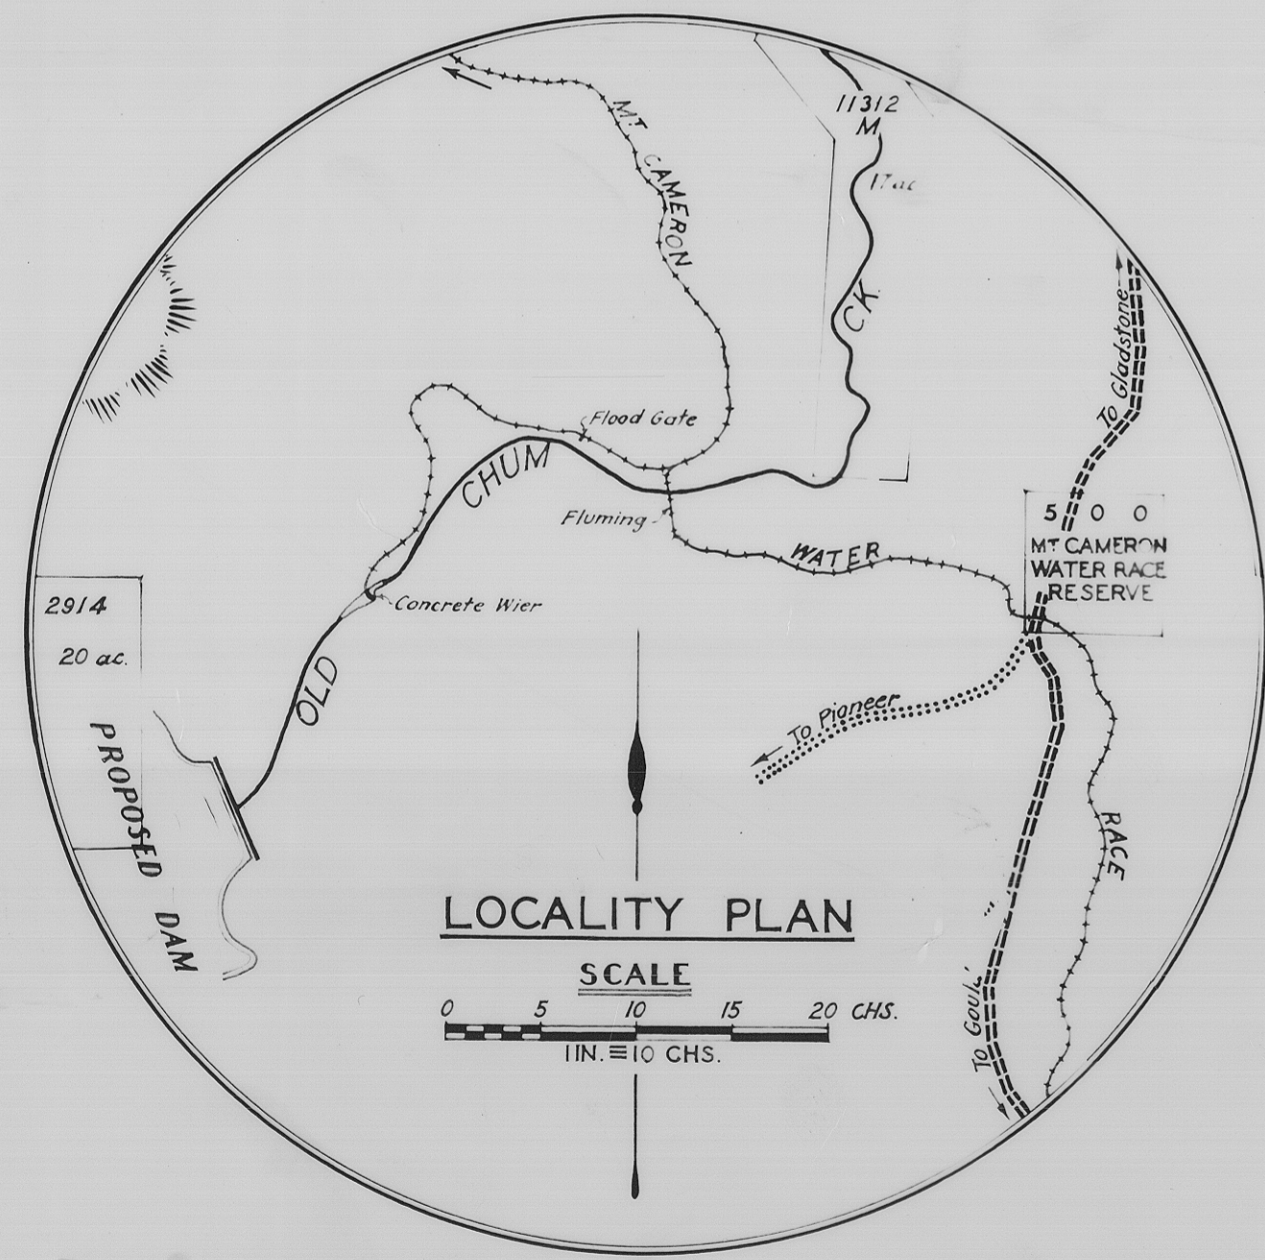 11312
M
17 ac
MT CAMERON
CK.
To Gladstone
Flood Gate
CHUM
Fluming
WATER
5 0 0
MT CAMERON
WATER RACE
RESERVE
2914
20 ac.
Concrete Wier
OLD
To Pioneer
PROPOSED DAM
RACE
LOCALITY PLAN
SCALE
0 5 10 15 20 CHS.
1 IN. ≡ 10 CHS.
To